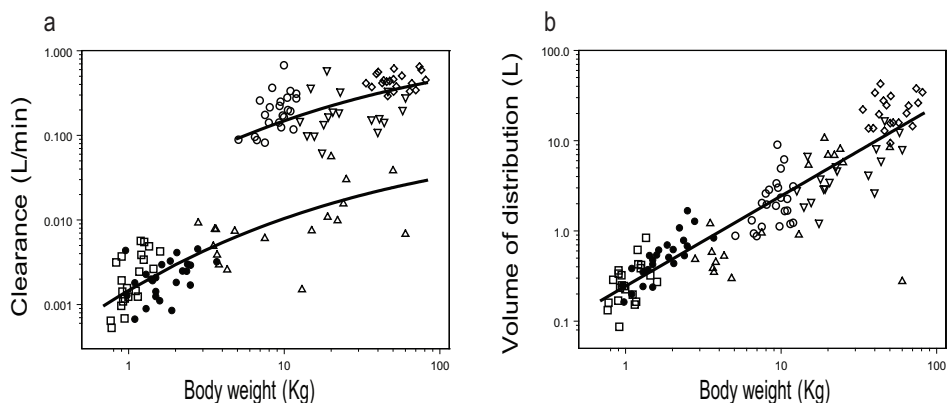 a
Clearance (L/min)
1.000
0.100
0.010
0.001
1
10
100
Body weight (Kg)
b
Volume of distribution (L)
100.0
10.0
1.0
0.1
1
10
100
Body weight (Kg)